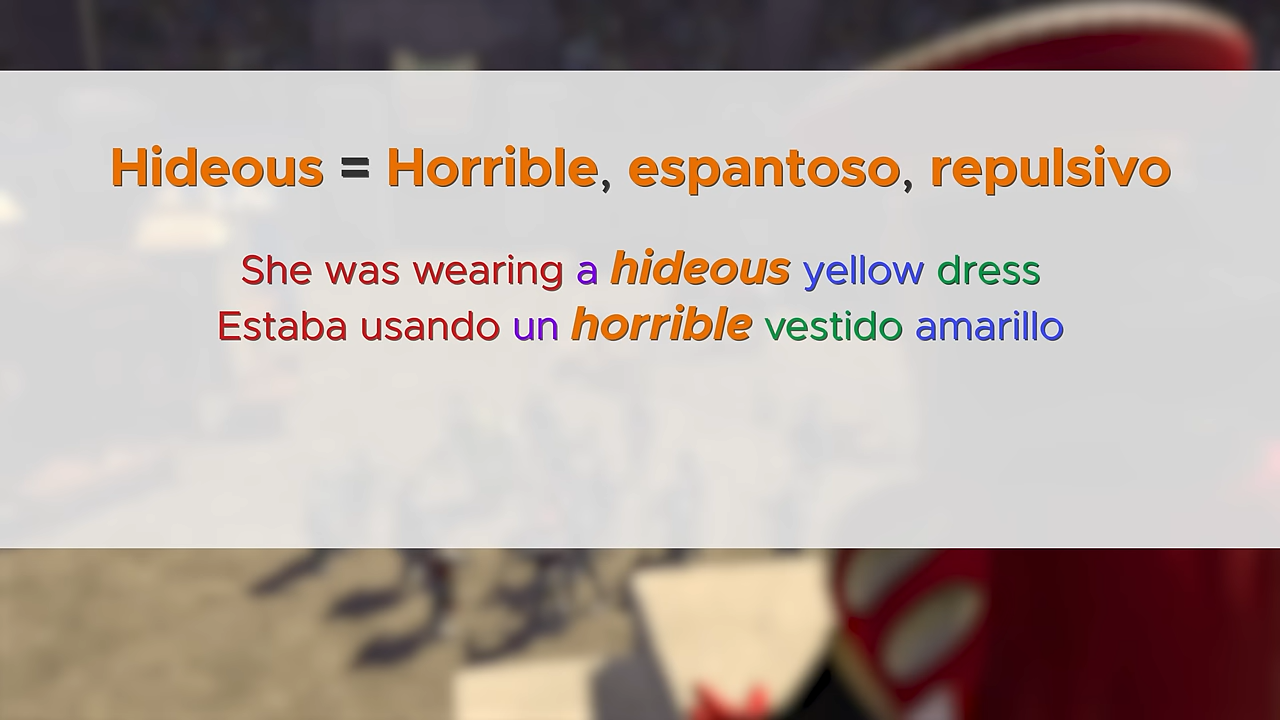 Hideous = Horrible, espantoso, repulsivo
She was wearing a hideous yellow dress
Estaba usando un horrible vestido amarillo